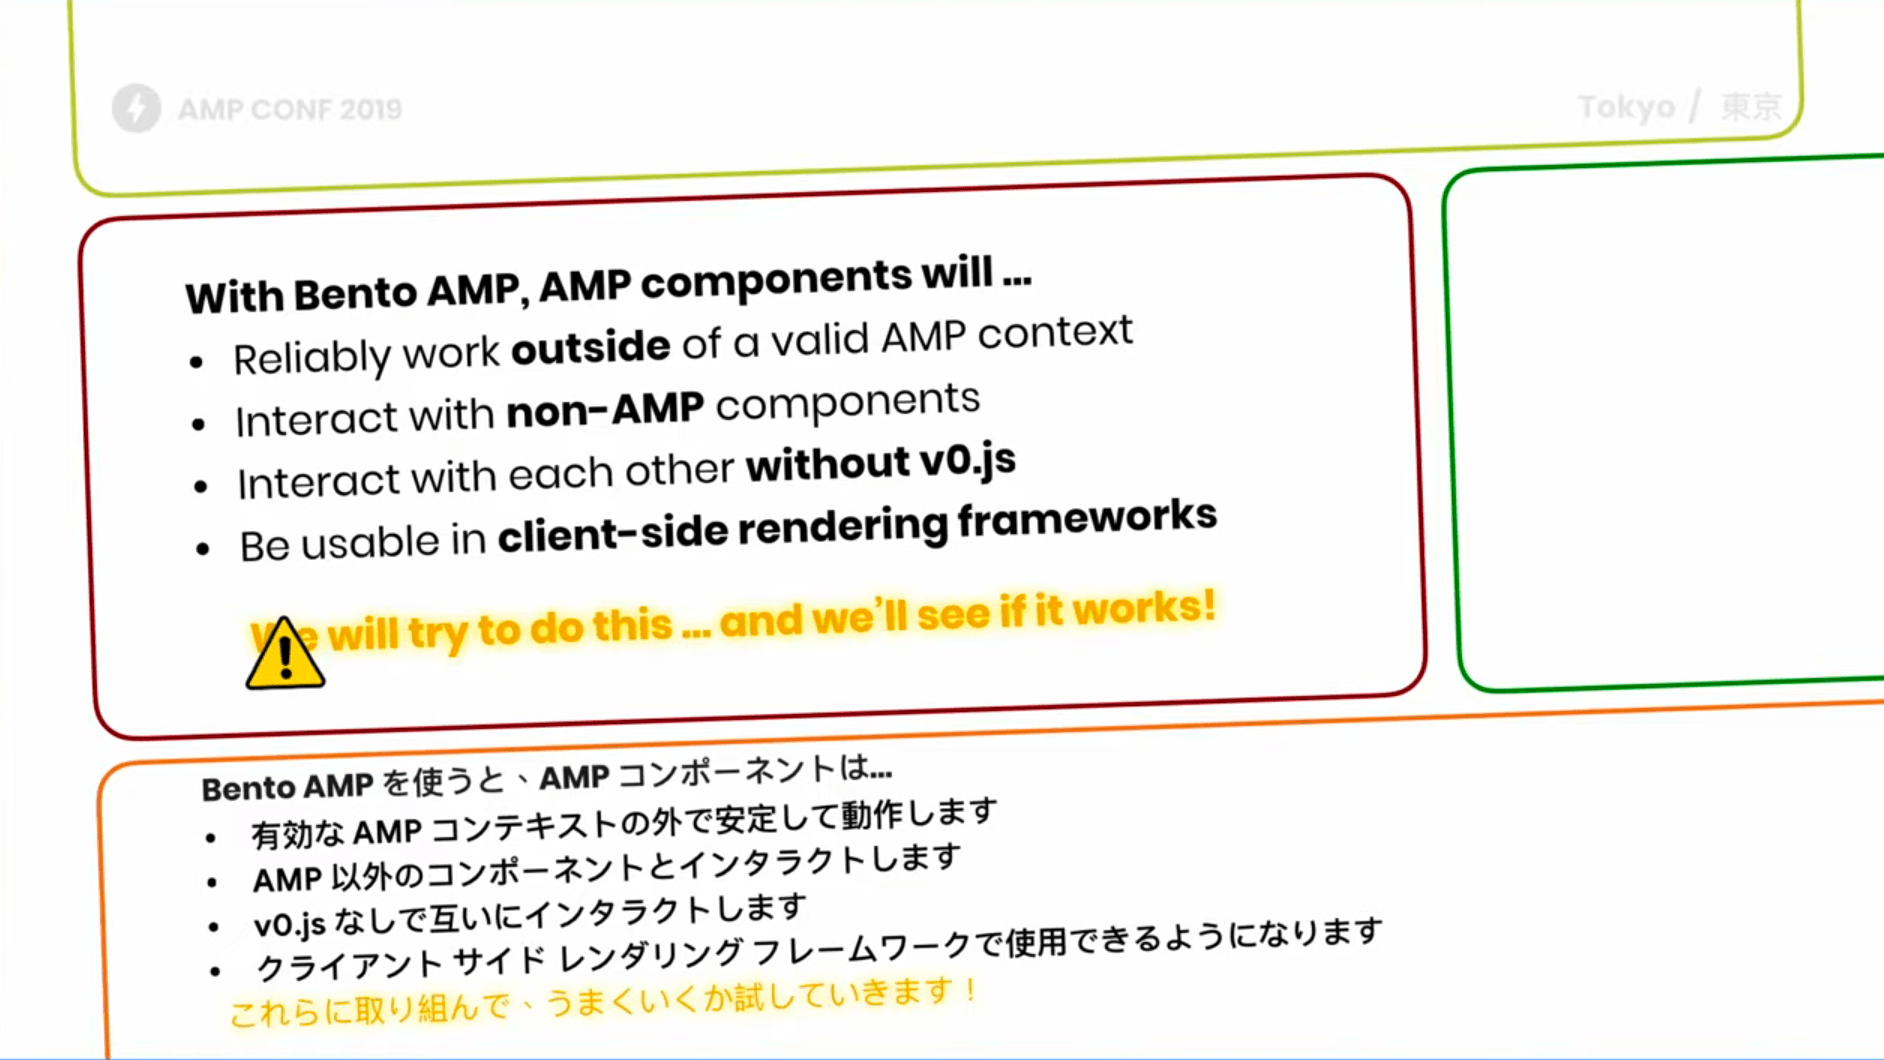 AMP CONF 2019
Tokyo / 東京
With Bento AMP, AMP components will ...
• Reliably work outside of a valid AMP context
• Interact with non-AMP components
• Interact with each other without v0.js
• Be usable in client-side rendering frameworks
We will try to do this ... and we'll see if it works!
Bento AMP を使うと、AMP コンポーネントは...
• 有効な AMP コンテキストの外で安定して動作します
• AMP 以外のコンポーネントとインタラクトします
• v0.js なしで互いにインタラクトします
• クライアント サイド レンダリング フレームワークで使用できるようになります
これらに取り組んで、うまくいくか試していきます！